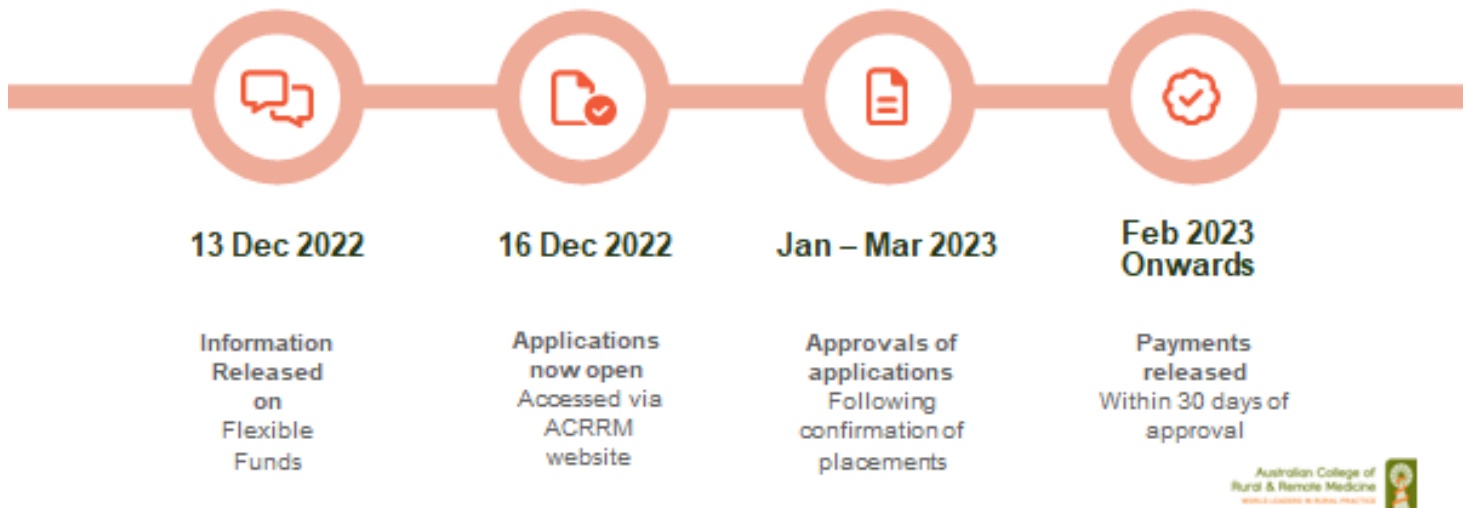 13 Dec 2022
Information
Released
on
Flexible
Funds
16 Dec 2022
Applications
now open
Accessed via
ACRRM
website
Jan – Mar 2023
Approvals of
applications
Following
confirmation of
placements
Feb 2023
Onwards
Payments
released
Within 30 days of
approval
Australian College of
Rural & Remote Medicine
WORLD LEADERS IN RURAL PRACTICE